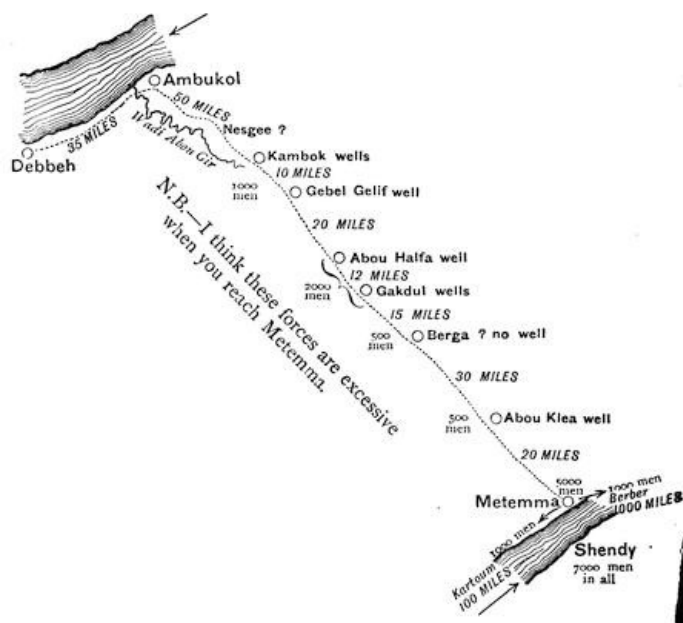 Ambukol
50 MILES
Nesgee ?
35 MILES
Debbeh
Wadi Abou Gir
Kambok wells
10 MILES
1000
men
Gebel Gelif well
20 MILES
N.B.—I think these forces are excessive
when you reach Metemma.
Abou Halfa well
12 MILES
2000
men
Gakdul wells
15 MILES
500
men
Berga ? no well
30 MILES
500
men
Abou Klea well
20 MILES
5000
men
Metemma
1000 men
Berber
1000 MILES
1000 men
Kartoum
100 MILES
Shendy
7000 men
in all